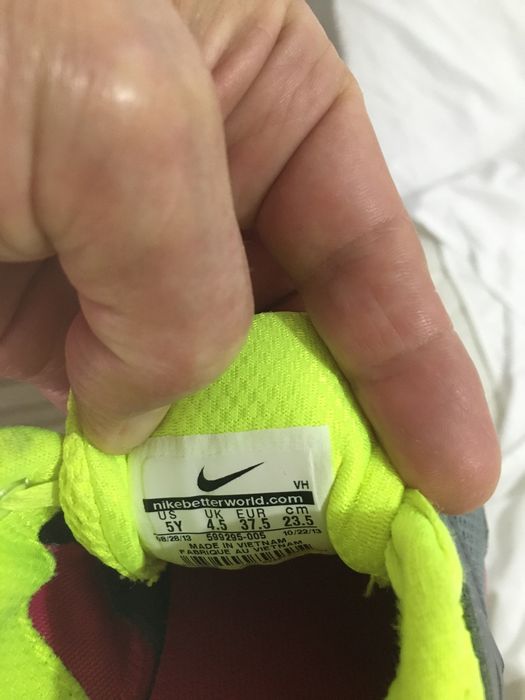 VH
nikebetterworld.com
US UK EUR cm
5Y 4.5 37.5 23.5
08/28/13 599295-005 10/22/13
MADE IN VIETNAM
FABRIQUE AU VIETNAM